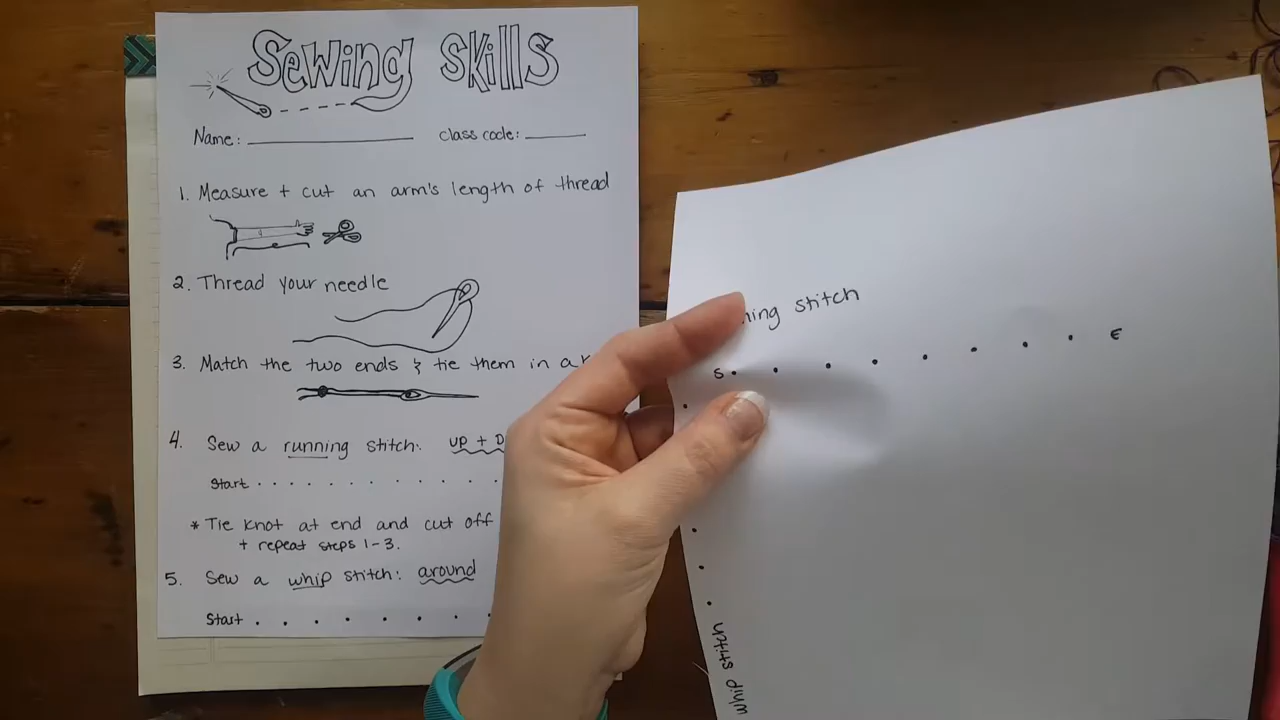 Sewing Skills
Name: class code:
1. Measure + cut an arm's length of thread
2. Thread your needle
3. Match the two ends & tie them in a
4. Sew a running stitch: UP +
Start
* Tie knot at end and cut off
+ repeat steps 1-3.
5. Sew a whip stitch: around
Start
stitch
S E
whip stitch